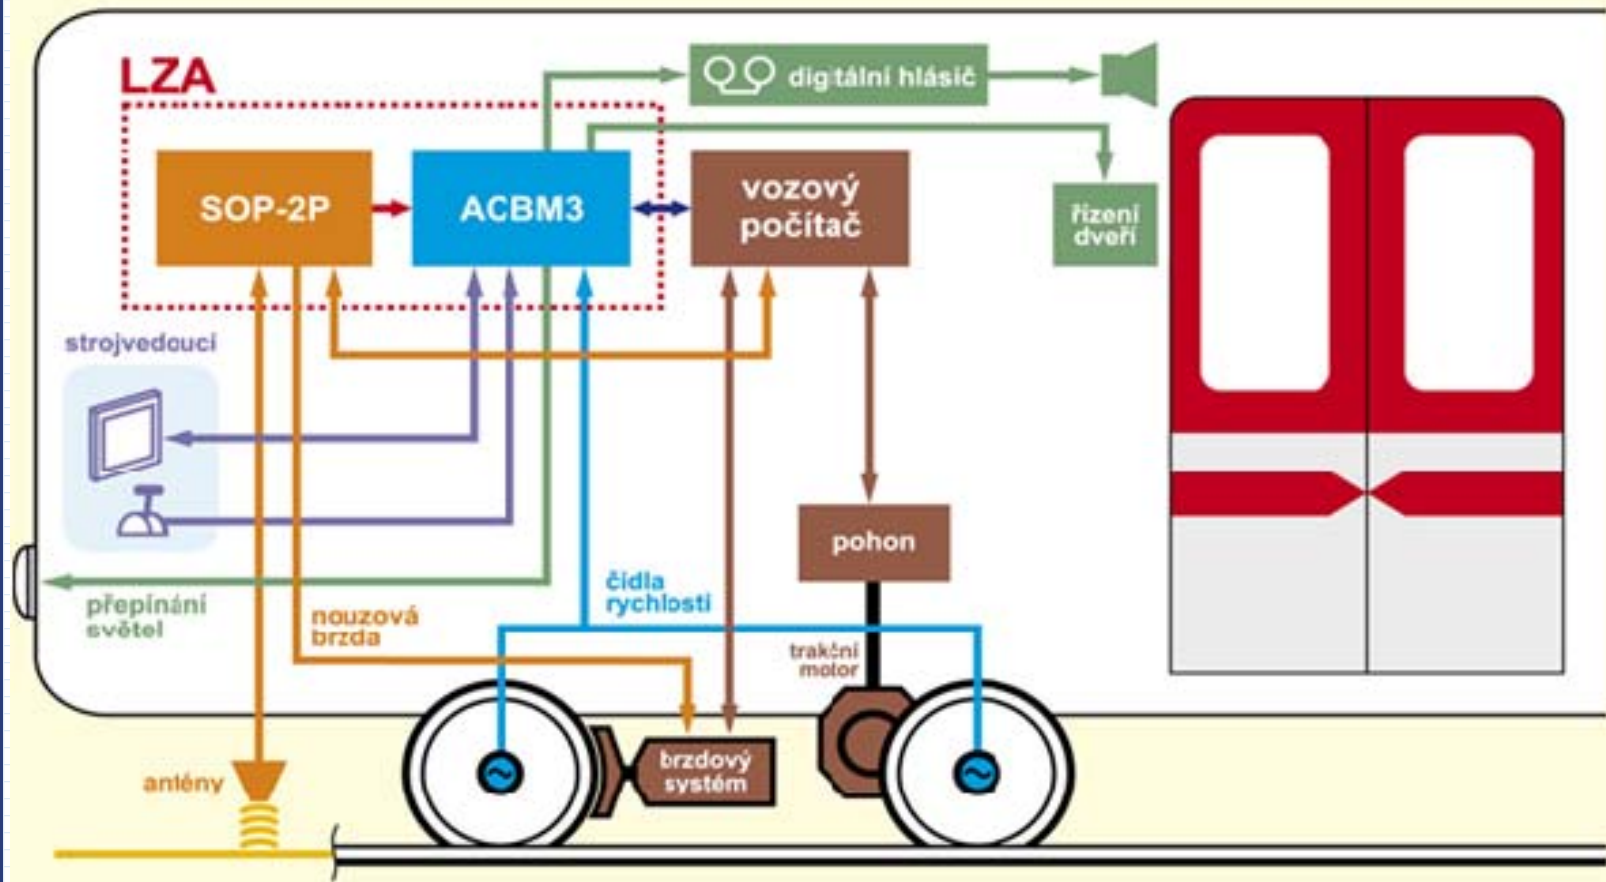 LZA
digitální hlásič
SOP-2P
ACBM3
vozový
počítač
řízení
dveří
strojvedoucí
pohon
přepínání
světel
nouzová
brzda
čidla
rychlosti
trakční
motor
brzdový
systém
antény